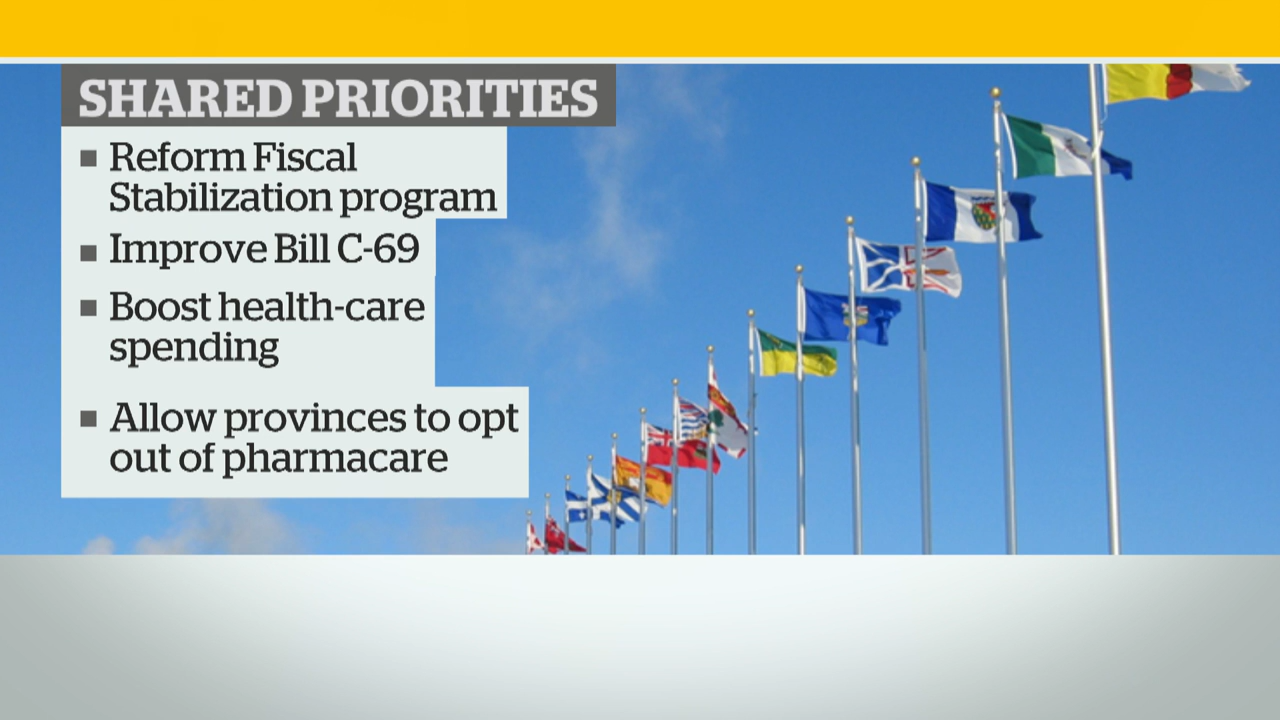 SHARED PRIORITIES
▪ Reform Fiscal
Stabilization program
▪ Improve Bill C-69
▪ Boost health-care
spending
▪ Allow provinces to opt
out of pharmacare